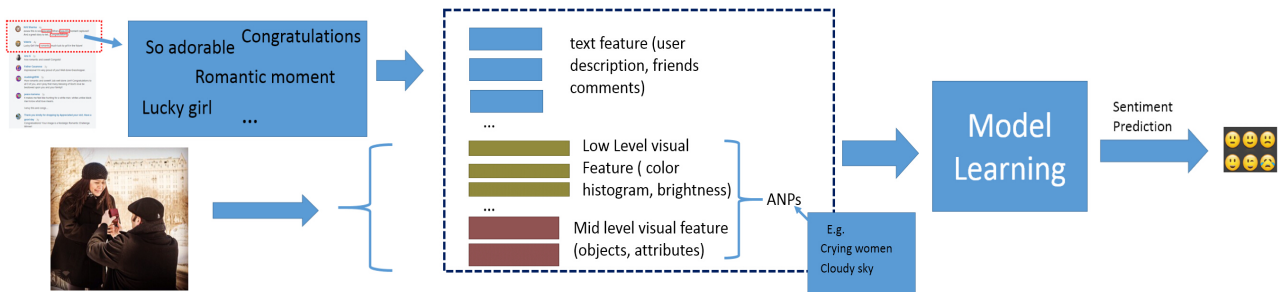 So adorable
Congratulations
Romantic moment
Lucky girl
...
text feature (user
description, friends
comments)
...
Low Level visual
Feature ( color
histogram, brightness)
...
Mid level visual feature
(objects, attributes)
ANPs
E.g.
Crying women
Cloudy sky
Model
Learning
Sentiment
Prediction